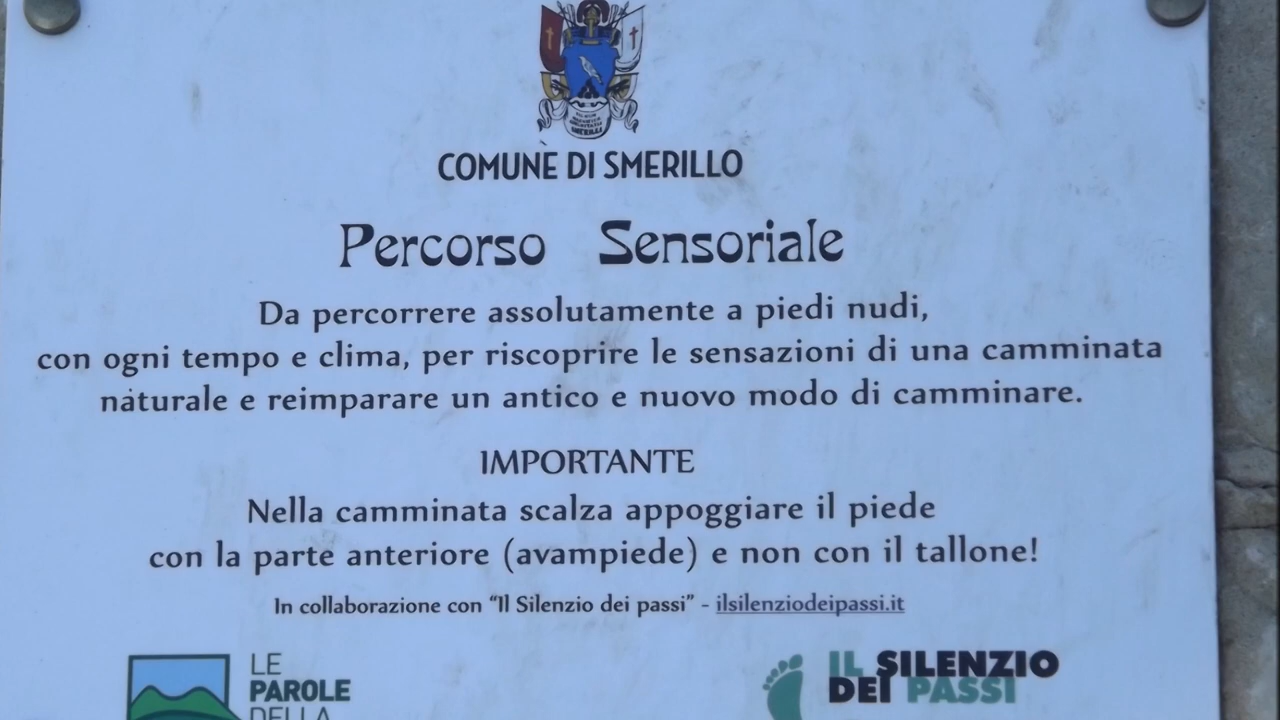 SMERILLI
COMUNE DI SMERILLO
Percorso Sensoriale
Da percorrere assolutamente a piedi nudi,
con ogni tempo e clima, per riscoprire le sensazioni di una camminata
naturale e reimparare un antico e nuovo modo di camminare.
IMPORTANTE
Nella camminata scalza appoggiare il piede
con la parte anteriore (avampiede) e non con il tallone!
In collaborazione con “Il Silenzio dei passi” - ilsilenziodeipassi.it
LE
PAROLE
DELLA
IL SILENZIO
DEI PASSI